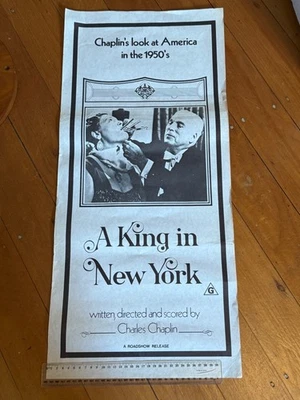 Chaplin's look at America
in the 1950's
A King in
New York
G
written, directed and scored by
Charles Chaplin
A ROADSHOW RELEASE